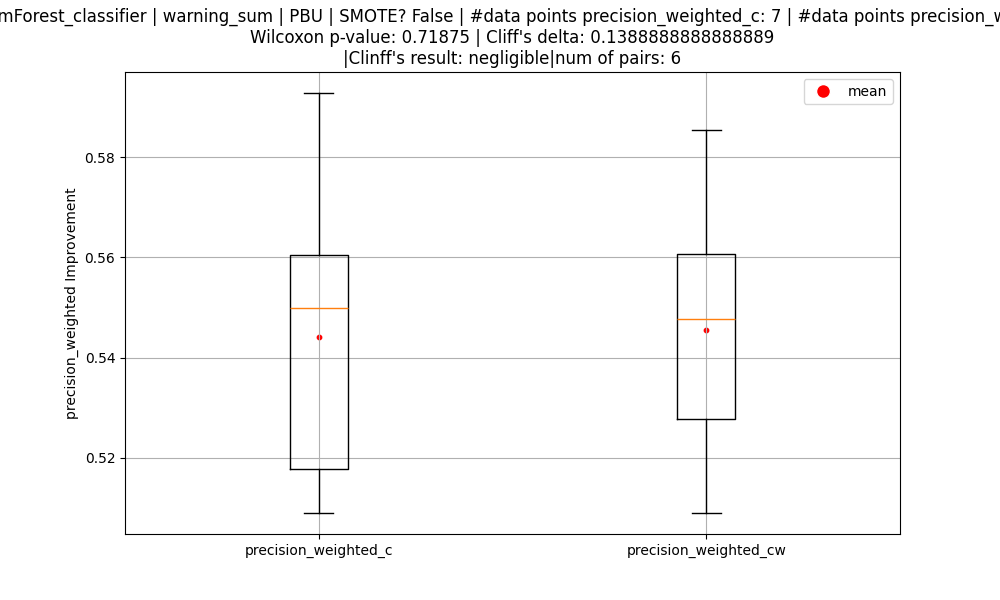 mForest_classifier | warning_sum | PBU | SMOTE? False | #data points precision_weighted_c: 7 | #data points precision_w
Wilcoxon p-value: 0.71875 | Cliff's delta: 0.1388888888888889
|Clinff's result: negligible|num of pairs: 6
mean
0.58
0.56
0.54
0.52
precision_weighted Improvement
precision_weighted_c
precision_weighted_cw